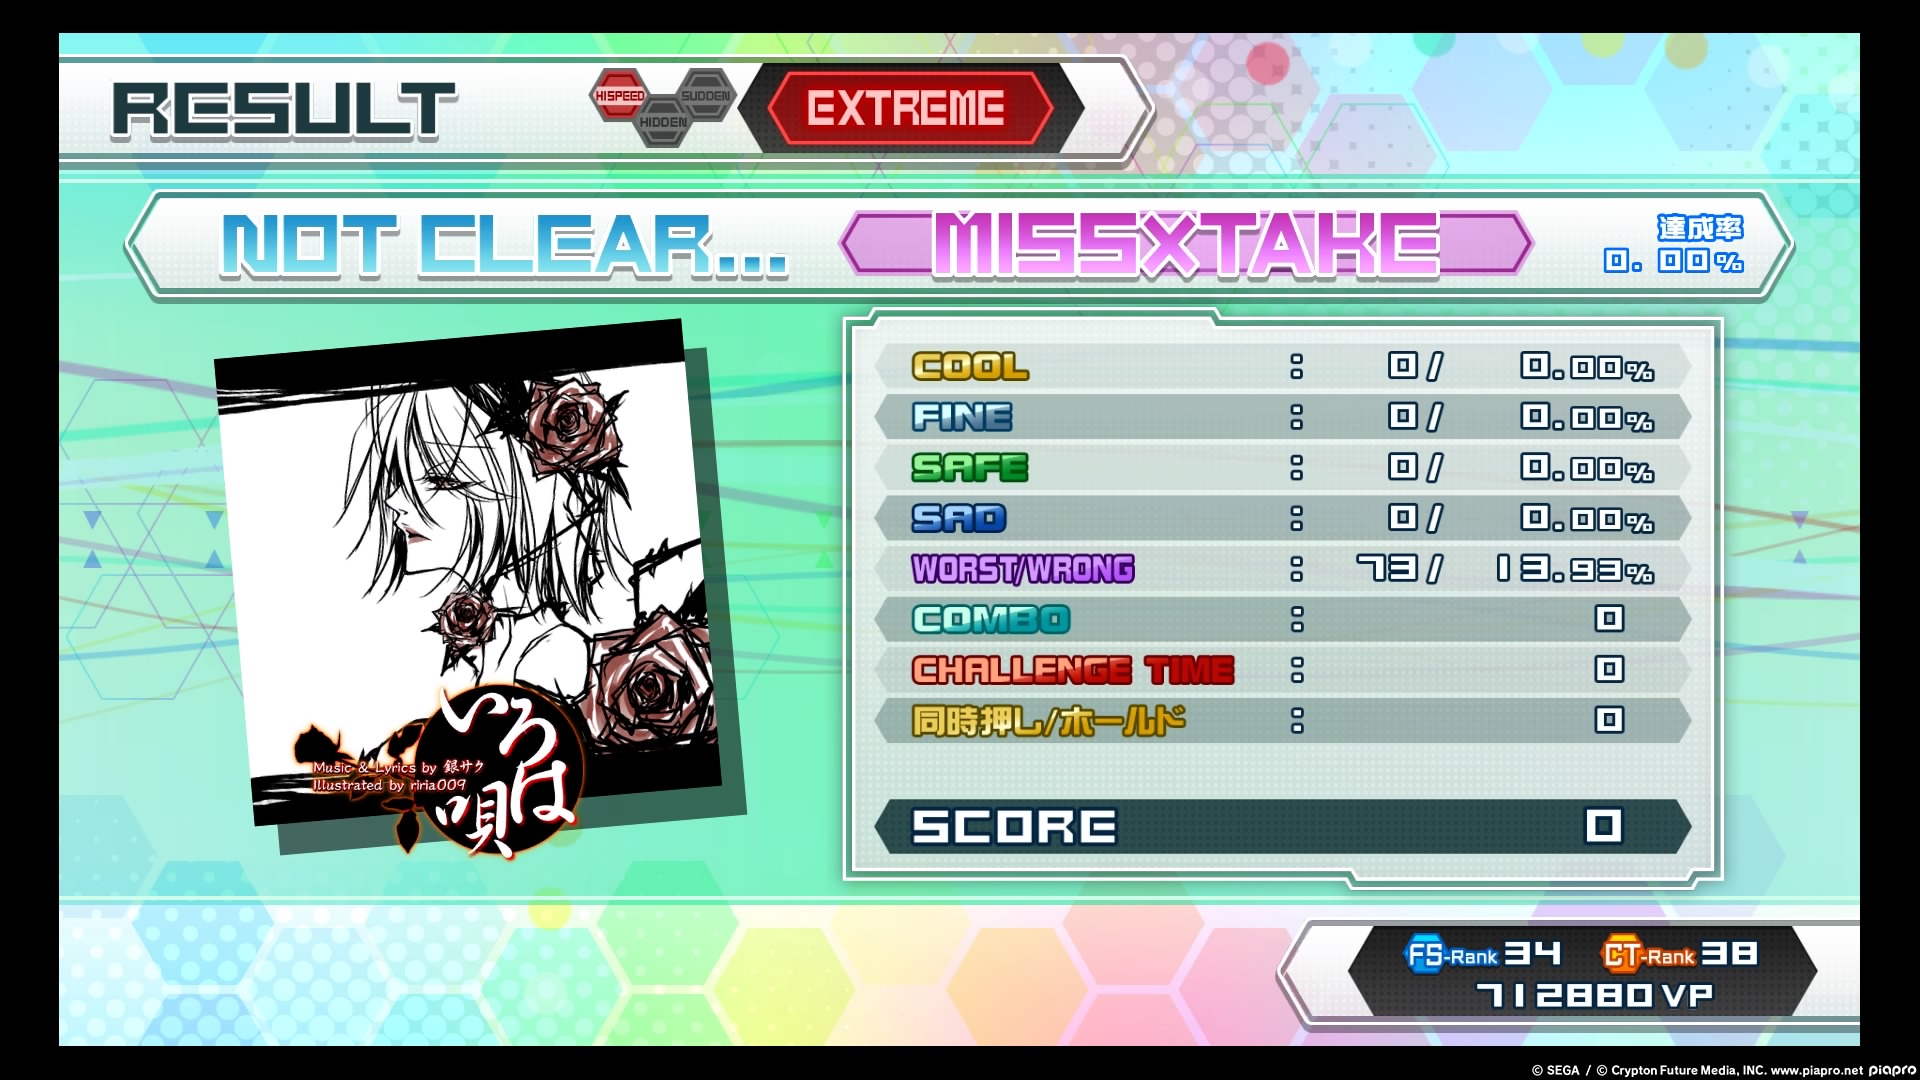 RESULT
HISPEED
HIDDEN
SUDDEN
EXTREME
NOT CLEAR...
MISS×TAKE
達成率
0.00%
COOL : 0/ 0.00%
FINE : 0/ 0.00%
SAFE : 0/ 0.00%
SAD : 0/ 0.00%
WORST/WRONG : 73/ 13.93%
COMBO : 0
CHALLENGE TIME : 0
同時押し/ホールド : 0
SCORE 0
いろは唄
Music & Lyrics by 銀サク
Illustrated by riria009
FS-Rank 34 CT-Rank 38
712880VP
© SEGA / © Crypton Future Media, INC. www.piapro.net piapro